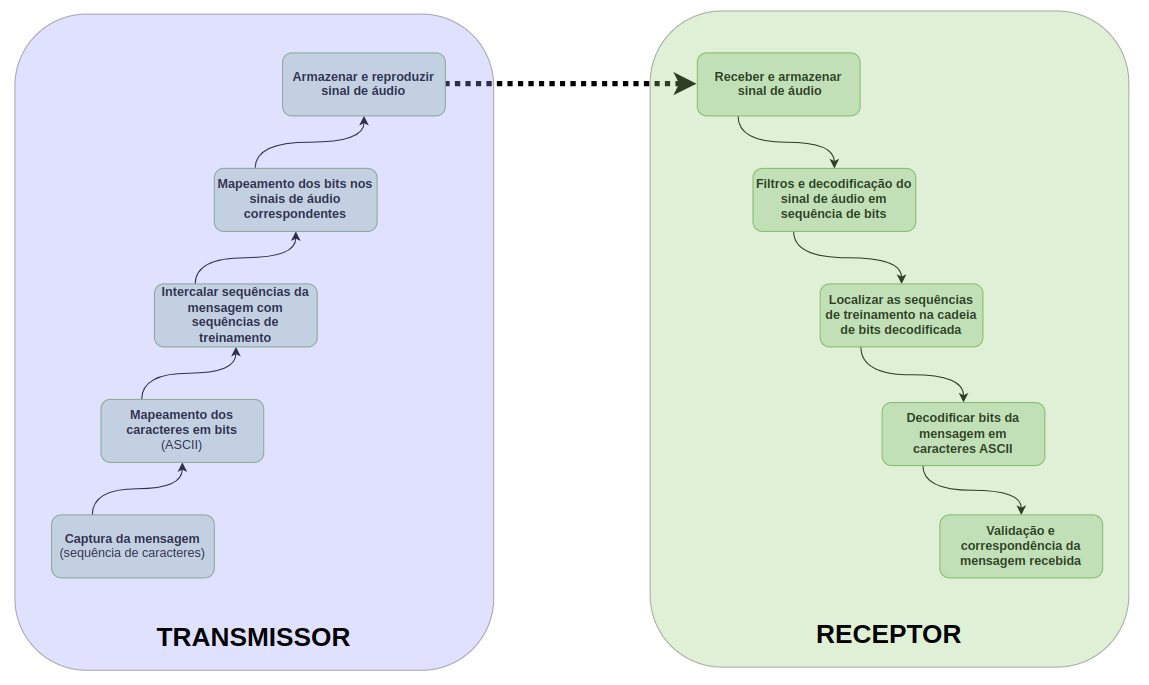 Armazenar e reproduzir
sinal de áudio
Mapeamento dos bits nos
sinais de áudio
correspondentes
Intercalar sequências da
mensagem com
sequências de
treinamento
Mapeamento dos
caracteres em bits
(ASCII)
Captura da mensagem
(sequência de caracteres)
TRANSMISSOR
Receber e armazenar
sinal de áudio
Filtros e decodificação do
sinal de áudio em
sequência de bits
Localizar as sequências
de treinamento na cadeia
de bits decodificada
Decodificar bits da
mensagem em
caracteres ASCII
Validação e
correspondência da
mensagem recebida
RECEPTOR